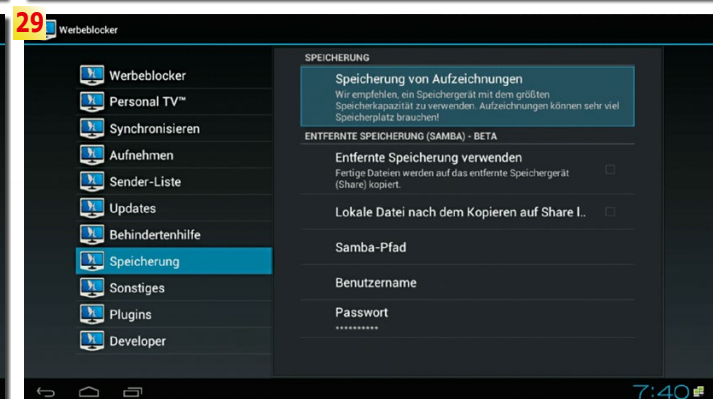 29
Werbeblocker
Werbeblocker
Personal TV™
Synchronisieren
Aufnehmen
Sender-Liste
Updates
Behindertenhilfe
Speicherung
Sonstiges
Plugins
Developer
SPEICHERUNG
Speicherung von Aufzeichnungen
Wir empfehlen, ein Speichergerät mit dem größten
Speicherkapazität zu verwenden. Aufzeichnungen können sehr viel
Speicherplatz brauchen!
ENTFERNTE SPEICHERUNG (SAMBA) - BETA
Entfernte Speicherung verwenden
Fertige Dateien werden auf das entfernte Speichergerät
(Share) kopiert.
Lokale Datei nach dem Kopieren auf Share l..
Samba-Pfad
Benutzername
Passwort
**********
7:40